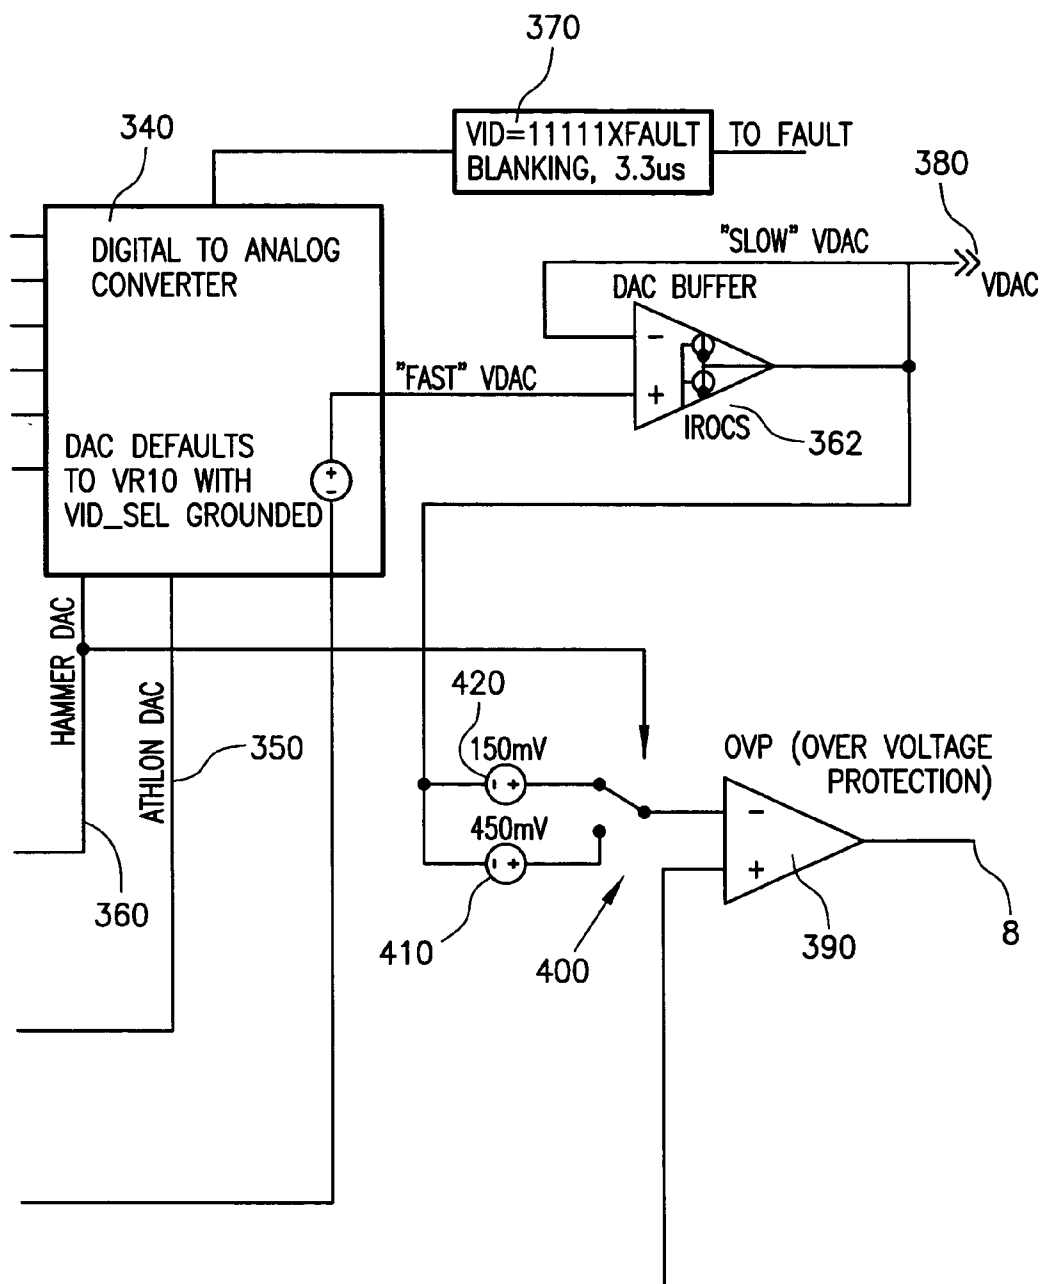 370
340
VID=11111XFAULT
BLANKING, 3.3us
TO FAULT
380
DIGITAL TO ANALOG
CONVERTER
"SLOW" VDAC
VDAC
DAC BUFFER
−
"FAST" VDAC
+
IROCS
362
DAC DEFAULTS
TO VR10 WITH
VID_SEL GROUNDED
+
-
HAMMER DAC
ATHLON DAC
350
420
150mV
- +
OVP (OVER VOLTAGE
PROTECTION)
−
450mV
- +
+
360
410
400
390
8